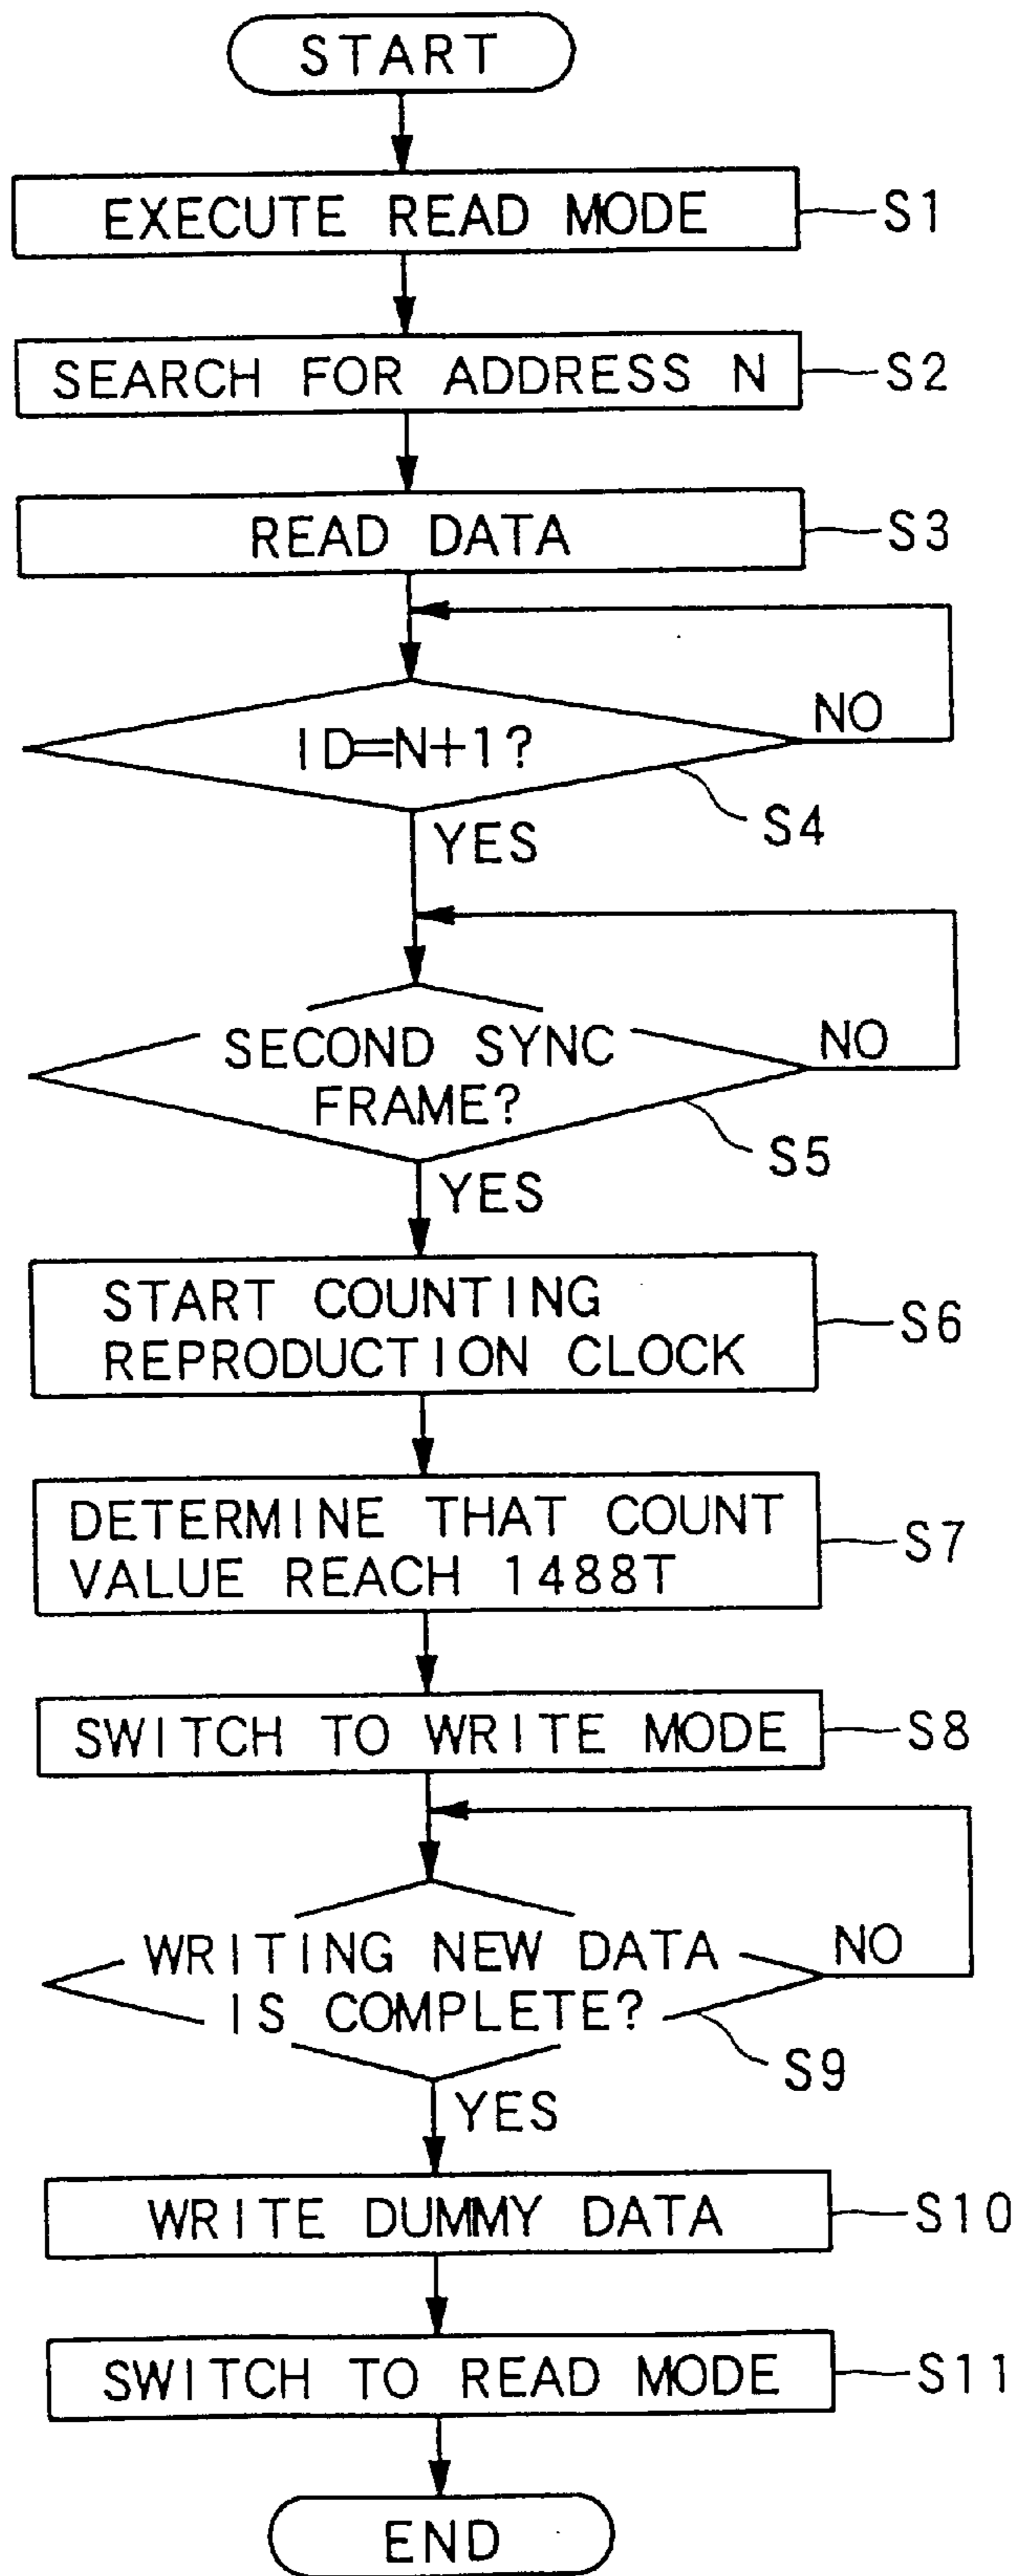 START
EXECUTE READ MODE
S1
SEARCH FOR ADDRESS N
S2
READ DATA
S3
ID=N+1?
NO
S4
YES
SECOND SYNC
FRAME?
NO
S5
YES
START COUNTING
REPRODUCTION CLOCK
S6
DETERMINE THAT COUNT
VALUE REACH 1488T
S7
SWITCH TO WRITE MODE
S8
WRITING NEW DATA
IS COMPLETE?
NO
S9
YES
WRITE DUMMY DATA
S10
SWITCH TO READ MODE
S11
END